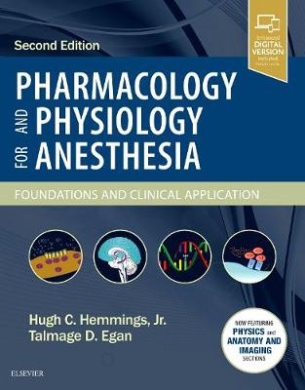 Second Edition
DIGITAL
VERSION
PHARMACOLOGY
AND PHYSIOLOGY
FOR ANESTHESIA
FOUNDATIONS AND CLINICAL APPLICATION
Hugh C. Hemmings, Jr.
Talmage D. Egan
NOW FEATURING
PHYSICS and
ANATOMY AND
IMAGING
SECTIONS
ELSEVIER